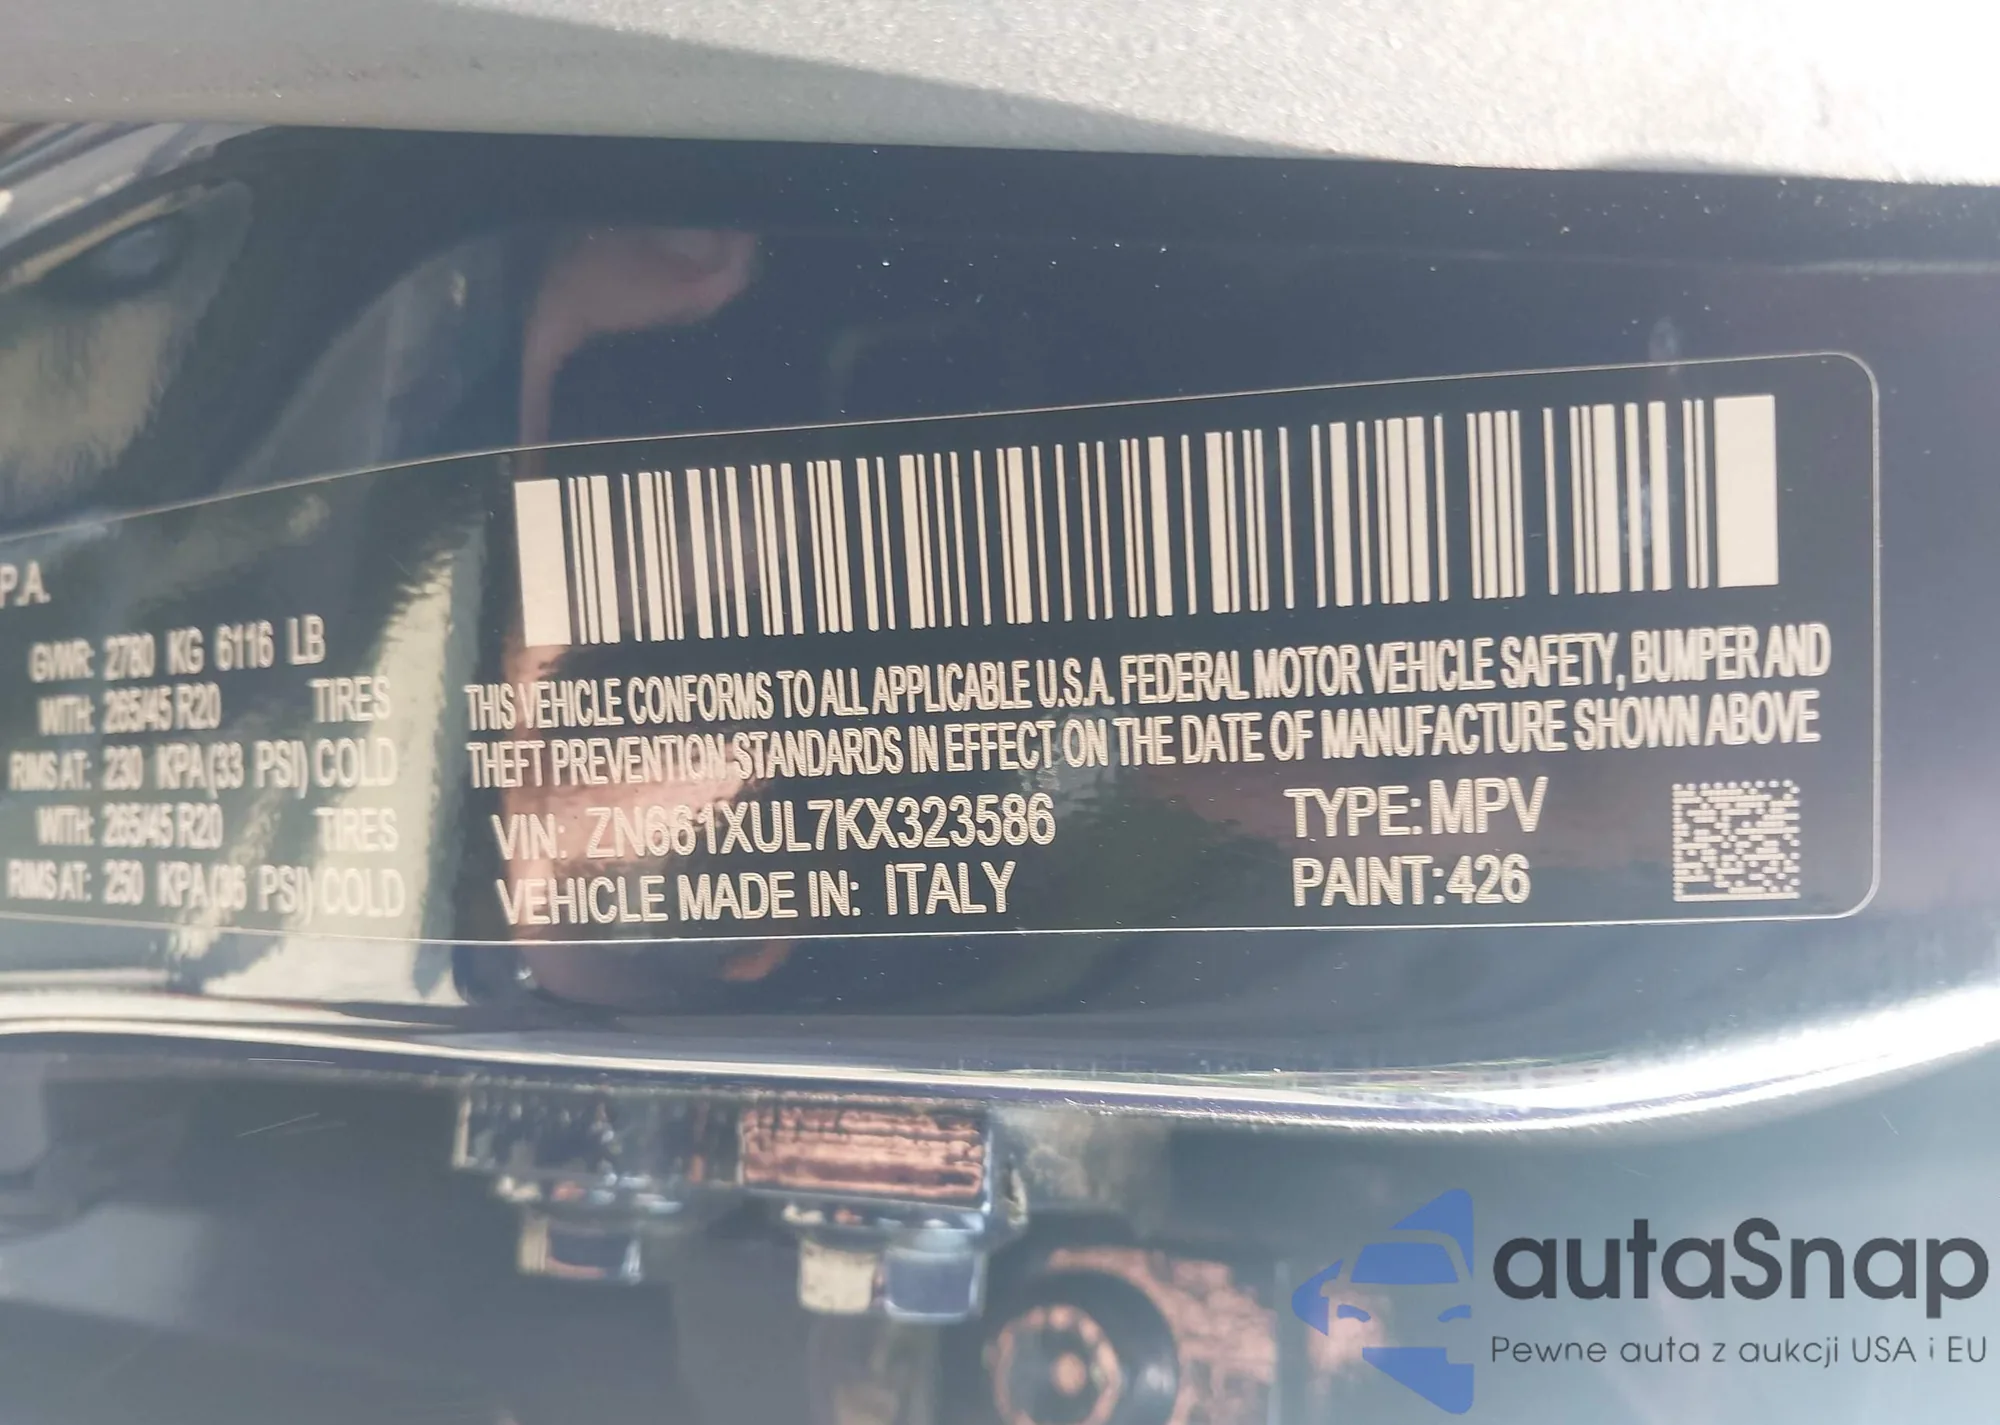 P.A.
GVWR: 2780 KG 6116 LB
WITH: 265/45 R20 TIRES
RIMS AT: 230 KPA(33 PSI) COLD
WITH: 265/45 R20 TIRES
RIMS AT: 250 KPA(36 PSI) COLD
THIS VEHICLE CONFORMS TO ALL APPLICABLE U.S.A. FEDERAL MOTOR VEHICLE SAFETY, BUMPER AND
THEFT PREVENTION STANDARDS IN EFFECT ON THE DATE OF MANUFACTURE SHOWN ABOVE
VIN: ZN661XUL7KX323586
TYPE: MPV
VEHICLE MADE IN: ITALY
PAINT:426
autaSnap
Pewne auta z aukcji USA i EU